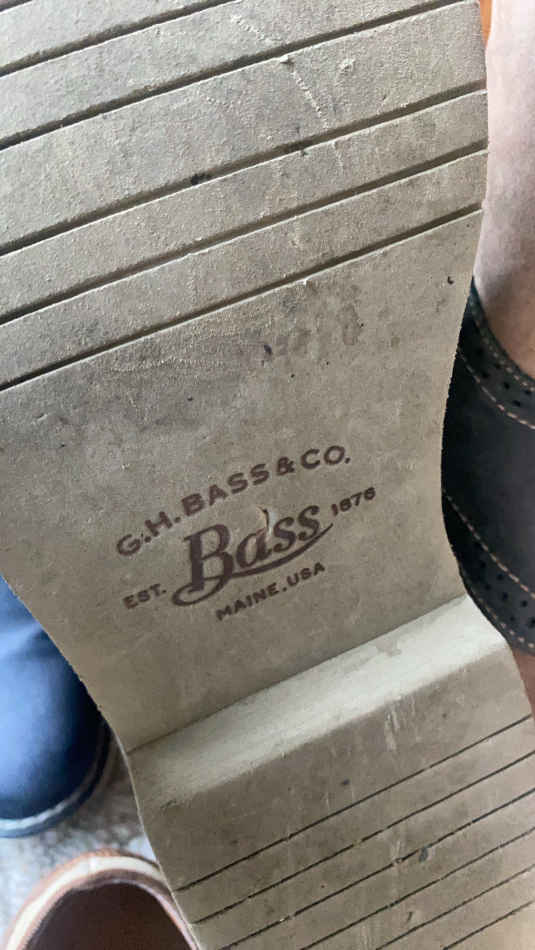 G.H. BASS & CO.
EST. Bass 1876
MAINE. USA